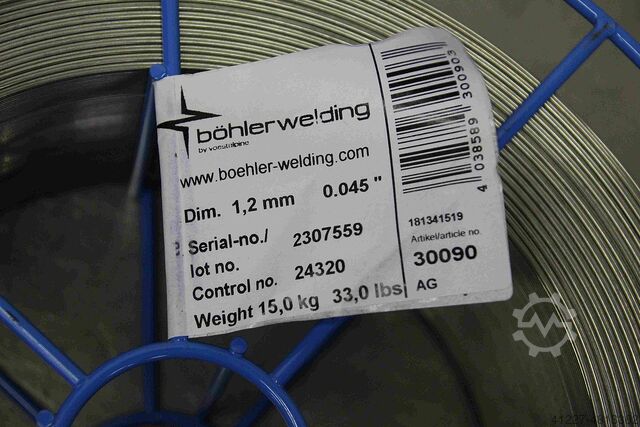 böhlerwelding
by voestalpine
www.boehler-welding.com
Dim. 1,2 mm 0.045 "
Serial-no./
lot no. 2307559
Control no. 24320
Weight 15,0 kg 33,0 lbs
4 038589 300903
181341519
Artikel/article no.
30090
AG